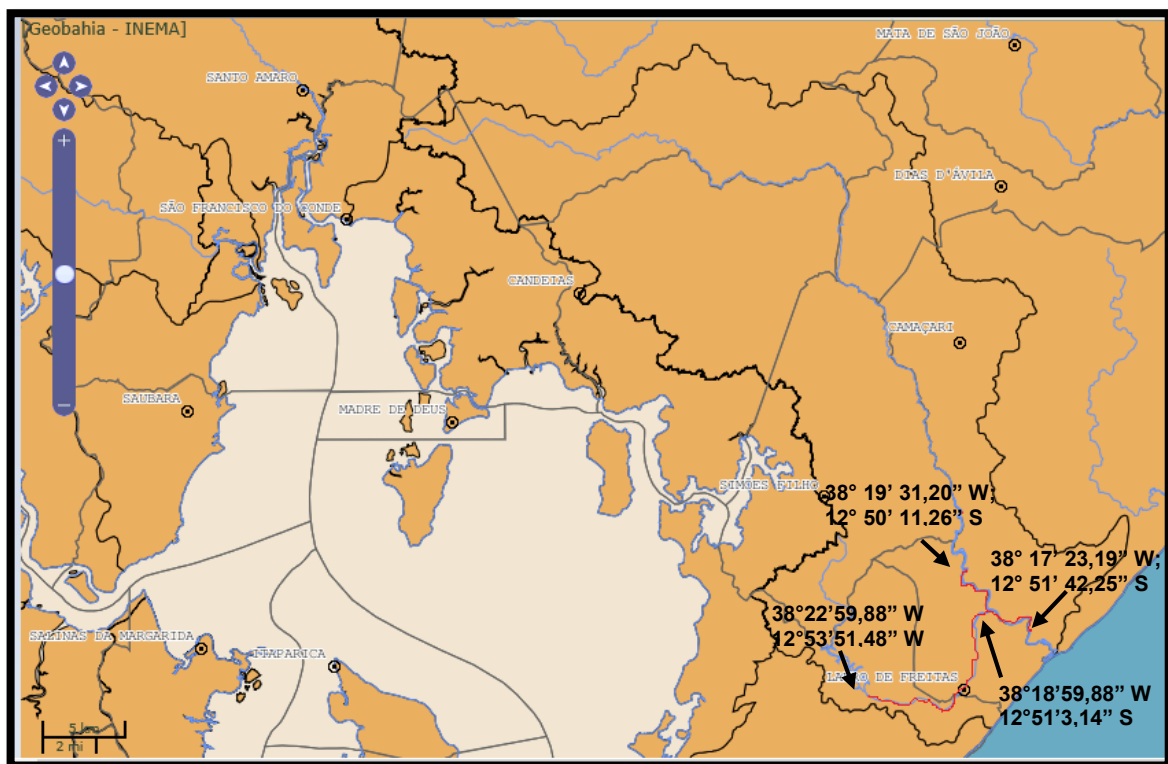 [Geobahia - INEMA]
MATA DE SÃO JOÃO
SANTO AMARO
+
DIAS D'ÁVILA
SÃO FRANCISCO DO CONDE
CANDEIAS
CAMAÇARI
−
SAUBARA
MADRE DE DEUS
SIMÕES FILHO
38° 19’ 31,20” W;
12° 50’ 11,26” S
38° 17’ 23,19” W;
12° 51’ 42,25” S
38°22’59,88” W
12°53’51.48” W
SALINAS DA MARGARIDA
ITAPARICA
LAURO DE FREITAS
38°18’59,88” W
12°51’3,14” S
5 km
2 mi